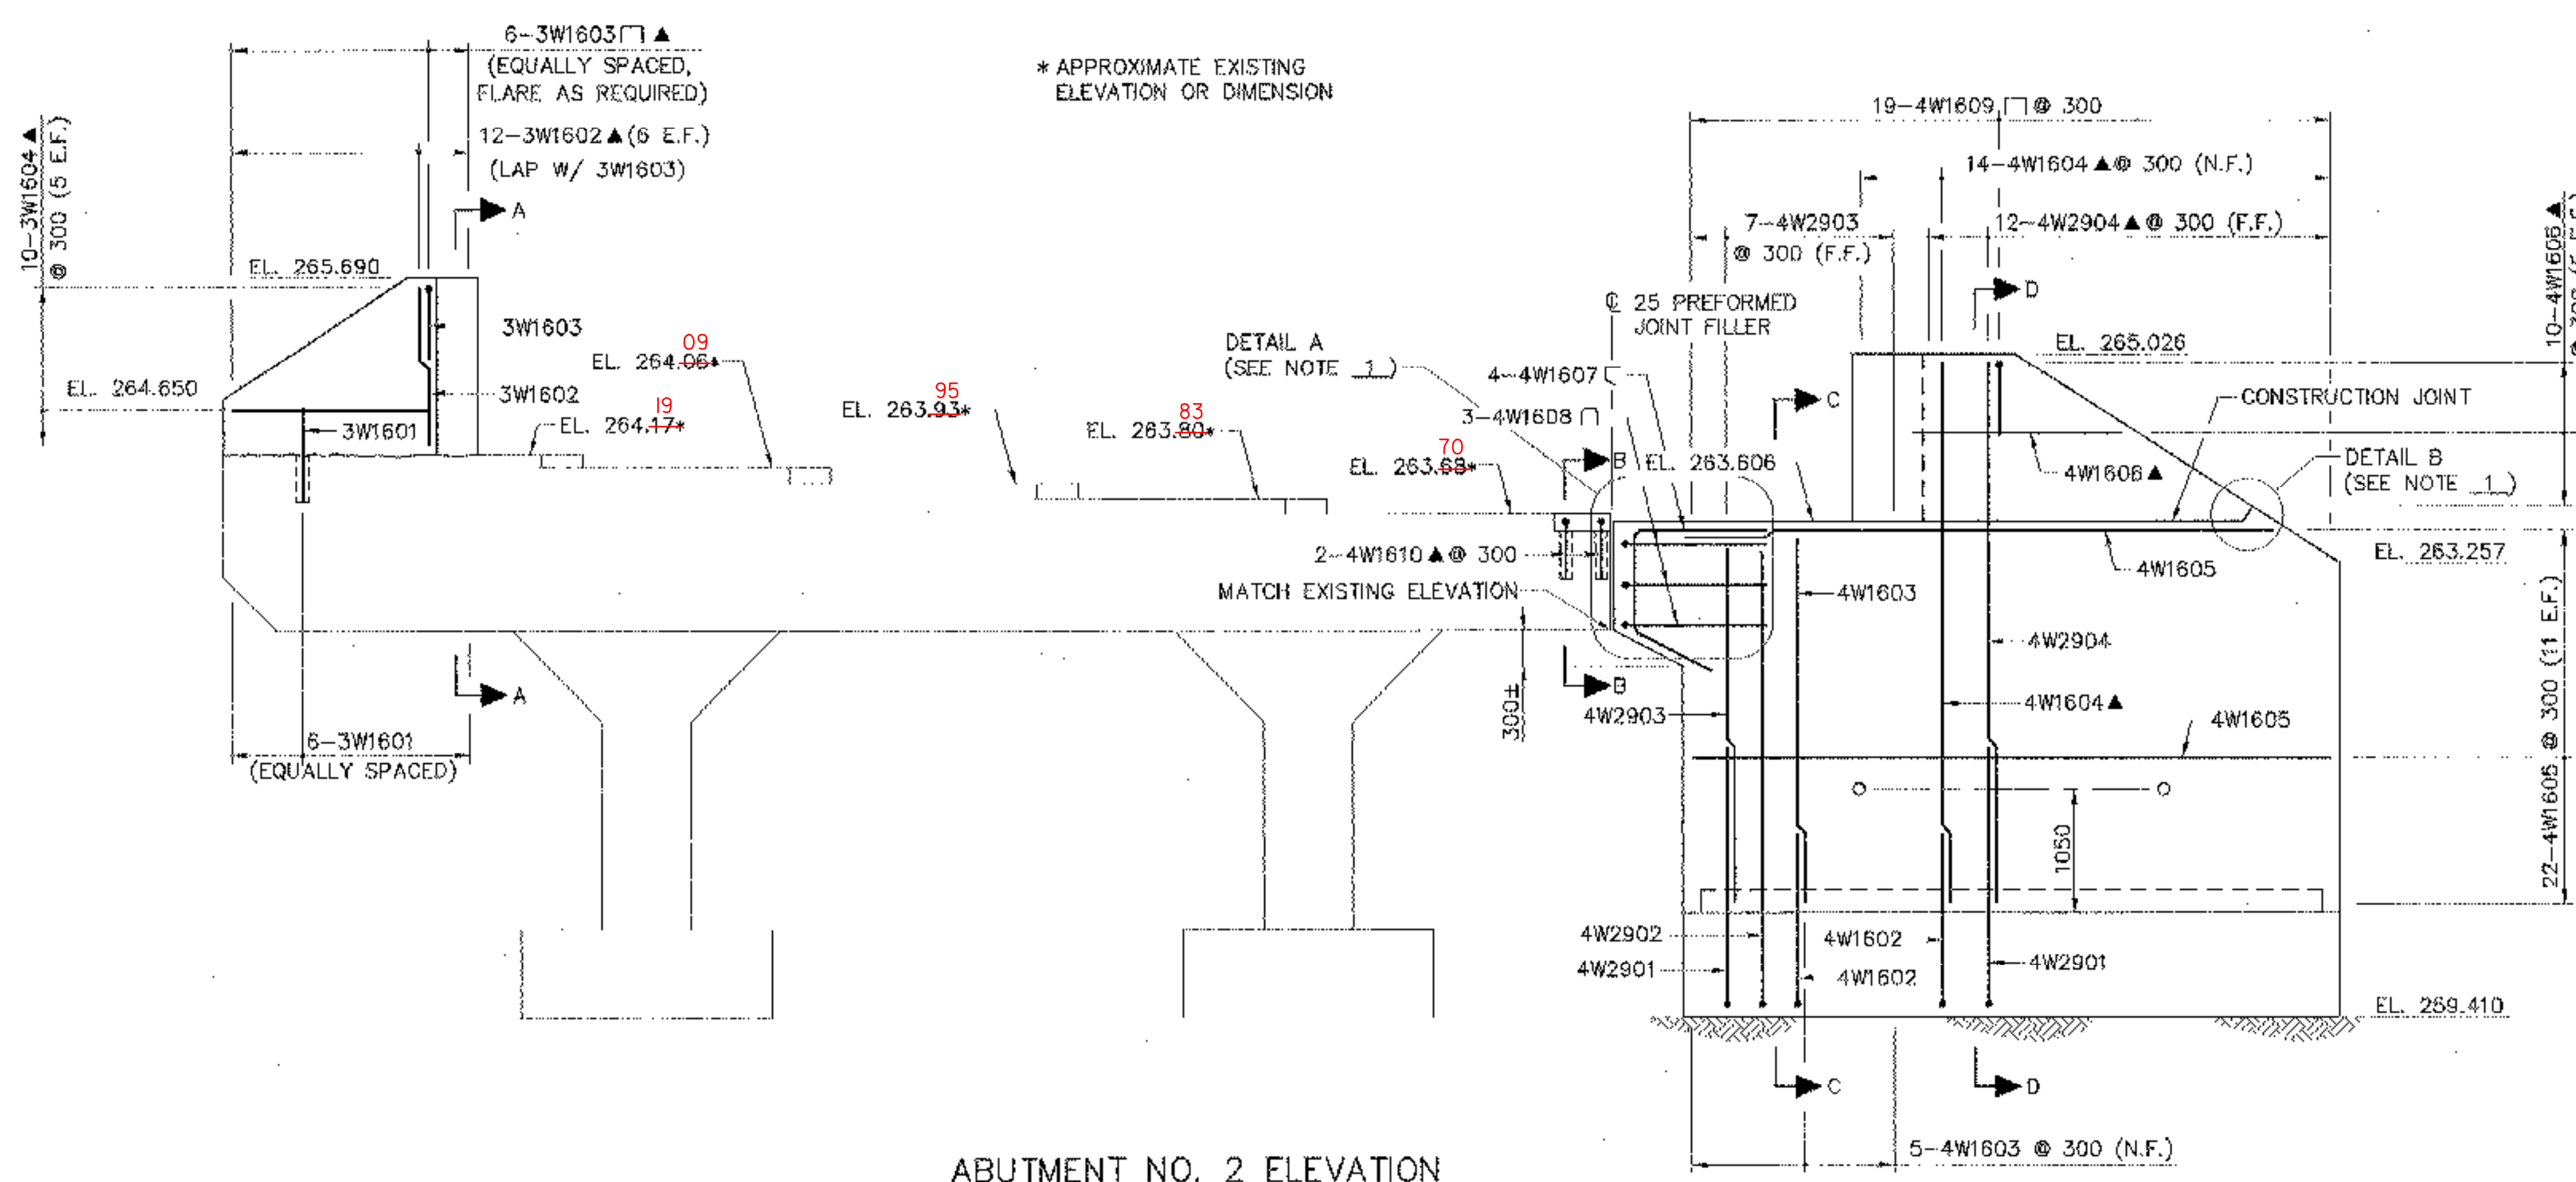 6-3W1603 ▲
(EQUALLY SPACED,
FLARE AS REQUIRED)
12-3W1602▲(6 E.F.)
(LAP W/ 3W1603)
10-3W1604▲
@ 300 (5 E.F.)
* APPROXIMATE EXISTING
ELEVATION OR DIMENSION
19-4W1609 @ 300
14-4W1604▲@ 300 (N.F.)
7-4W2903
@ 300 (F.F.)
12-4W2904▲@ 300 (F.F.)
A
EL. 265.690
3W1603
09
EL. 264.06*
EL. 264.650
3W1602
3W1601
19
EL. 264.17*
95
EL. 263.93*
83
EL. 263.80*
70
EL. 263.68*
DETAIL A
(SEE NOTE 1)
℄ 25 PREFORMED
JOINT FILLER
4-4W1607
3-4W1608
B
EL. 263.606
C
D
EL. 265.026
10-4W1606▲
CONSTRUCTION JOINT
4W1606▲
DETAIL B
(SEE NOTE 1)
2-4W1610▲@ 300
MATCH EXISTING ELEVATION
4W1603
4W1605
EL. 263.257
4W2904
A
B
300±
4W2903
4W1604▲
4W1605
6-3W1601
(EQUALLY SPACED)
1050
22-4W1605 @ 300 (11 E.F.)
4W2902
4W1602
4W2901
4W1602
4W2901
EL. 259.410
C
D
5-4W1603 @ 300 (N.F.)
ABUTMENT NO. 2 ELEVATION